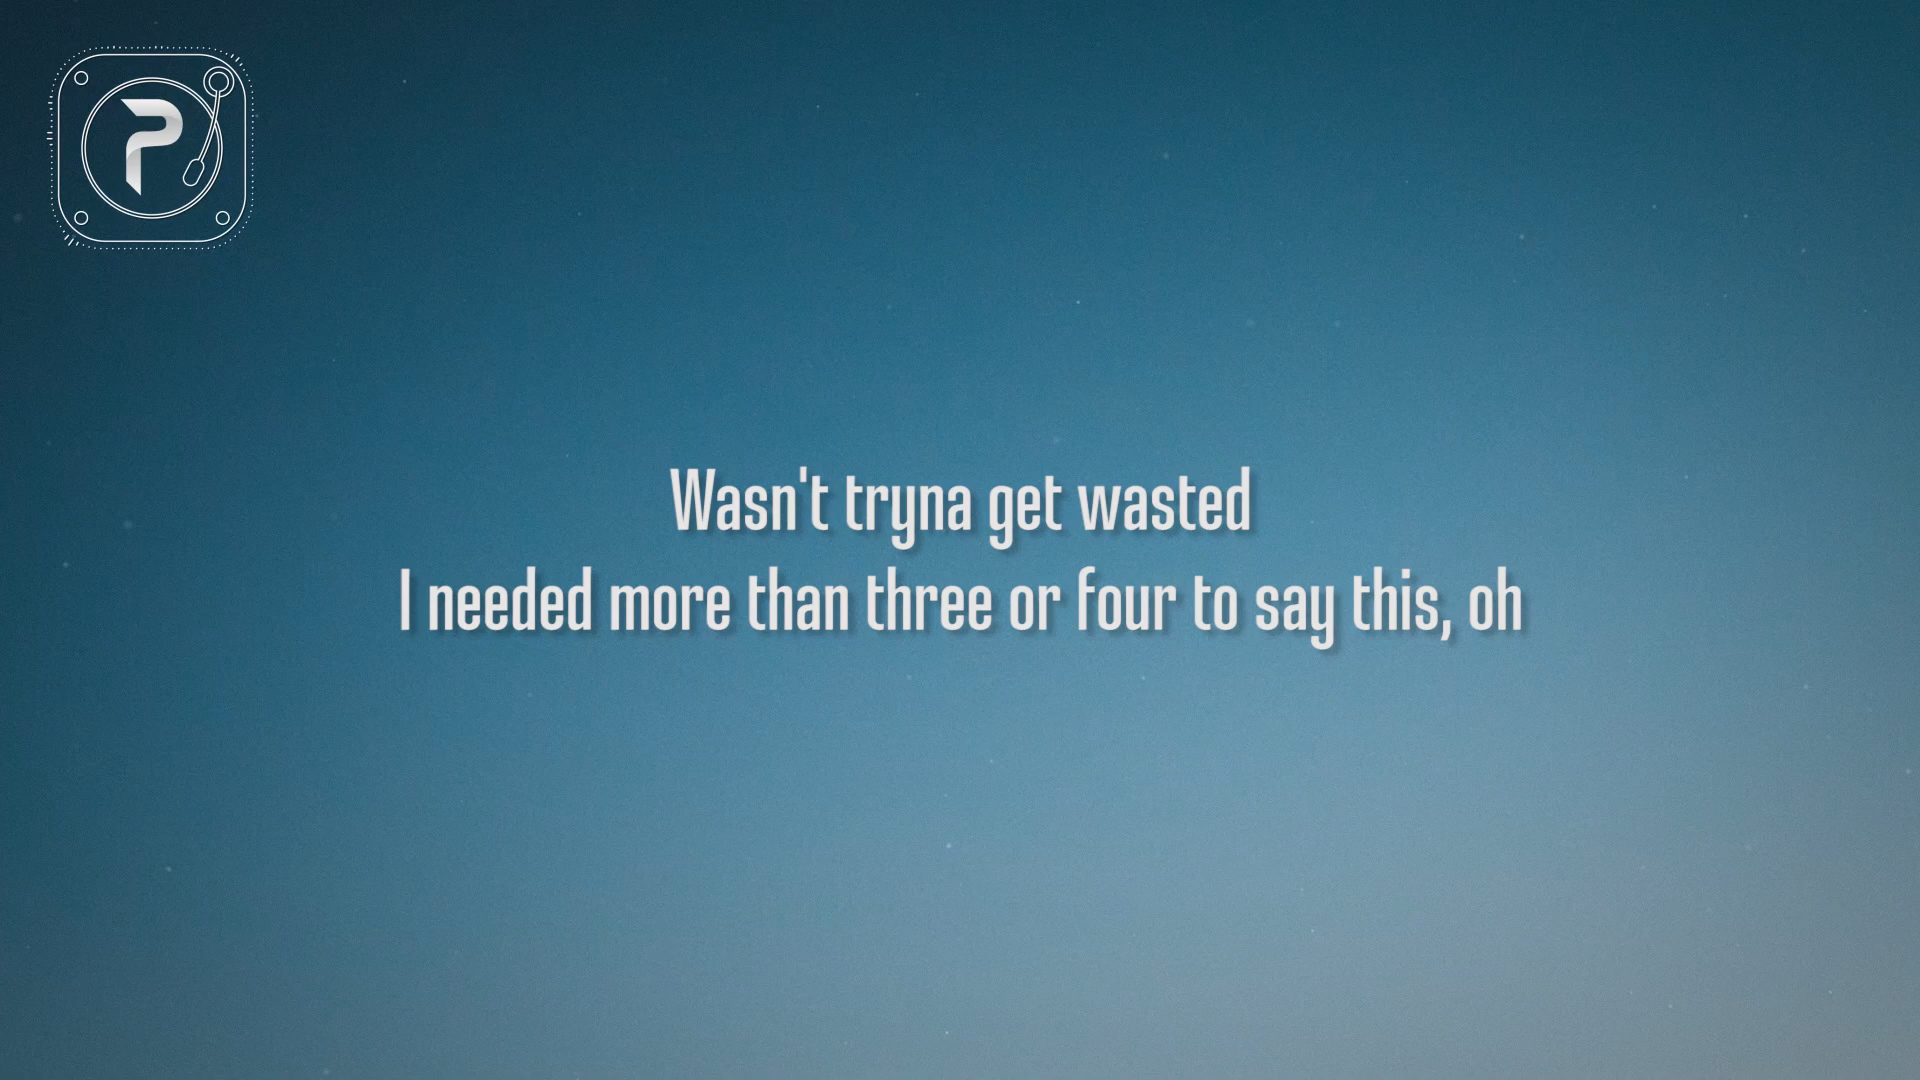 P
Wasn't tryna get wasted
I needed more than three or four to say this, oh